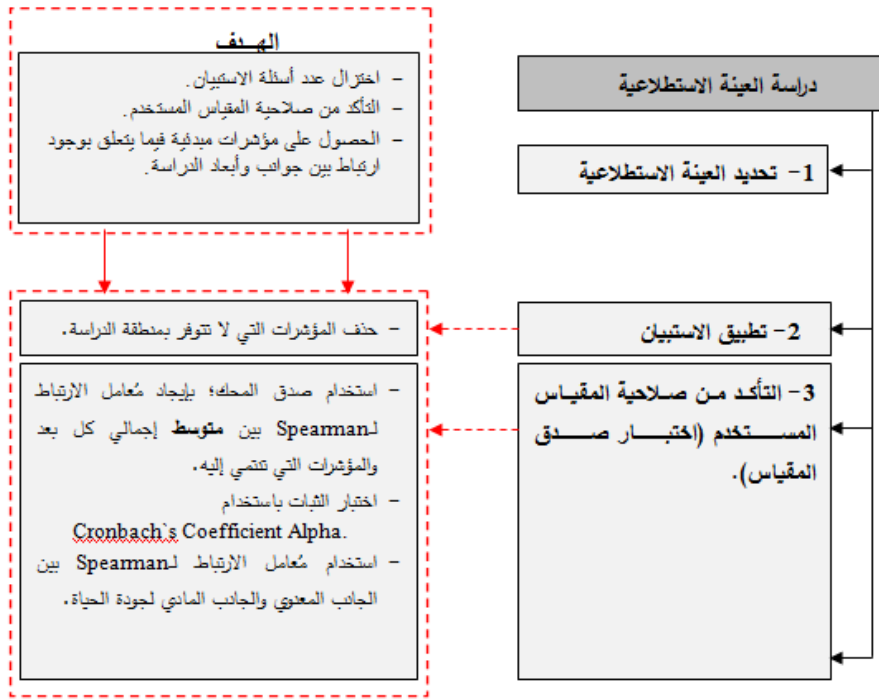 الهــدف
- اختزال عدد أسئلة الاستبيان.
- التأكد من صلاحية المقياس المستخدم.
- الحصول على مؤشرات مبدئية فيما يتعلق بوجود
ارتباط بين جوانب وأبعاد الدراسة.
دراسة العينة الاستطلاعية
1- تحديد العينة الاستطلاعية
2- تطبيق الاستبيان
- حذف المؤشرات التي لا تتوفر بمنطقة الدراسة.
3- التأكد من صلاحية المقياس
المستخدم (اختبار صدق
المقياس).
- استخدام صدق المحك؛ بإيجاد مُعامل الارتباط
لـSpearman بين متوسط إجمالي كل بعد
والمؤشرات التي تنتمي إليه.
- اختبار الثبات باستخدام
Cronbach`s Coefficient Alpha.
- استخدام مُعامل الارتباط لـSpearman بين
الجانب المعنوي والجانب المادي لجودة الحياة.